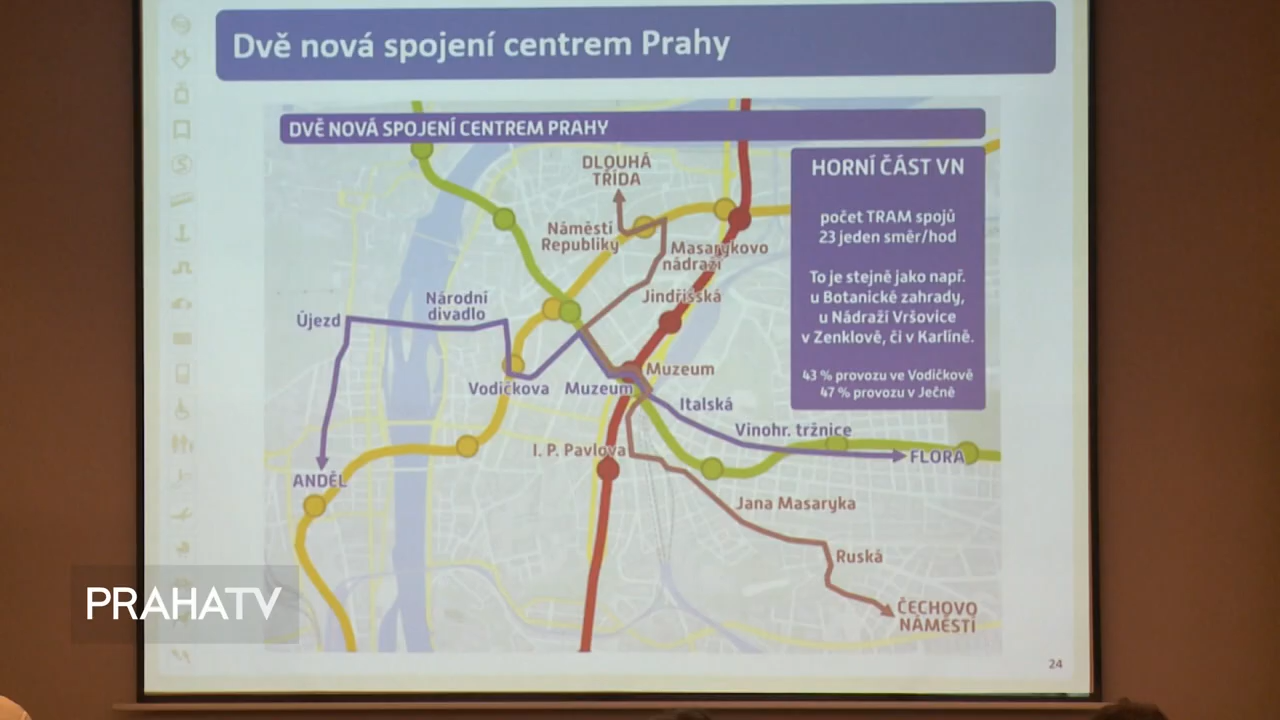 Dvě nová spojení centrem Prahy
DVĚ NOVÁ SPOJENÍ CENTREM PRAHY
DLOUHÁ
TŘÍDA
Náměstí
Republiky
Masarykovo
nádraží
Jindřišská
Národní
divadlo
Újezd
Vodičkova
Muzeum
Muzeum
Italská
Vinohr. tržnice
FLORA
I. P. Pavlova
ANDĚL
Jana Masaryka
Ruská
ČECHOVO
NÁMĚSTÍ
HORNÍ ČÁST VN
počet TRAM spojů
23 jeden směr/hod
To je stejně jako např.
u Botanické zahrady,
u Nádraží Vršovice
v Zenklově, či v Karlíně.
43 % provozu ve Vodičkově
47 % provozu v Ječné
PRAHATV
24